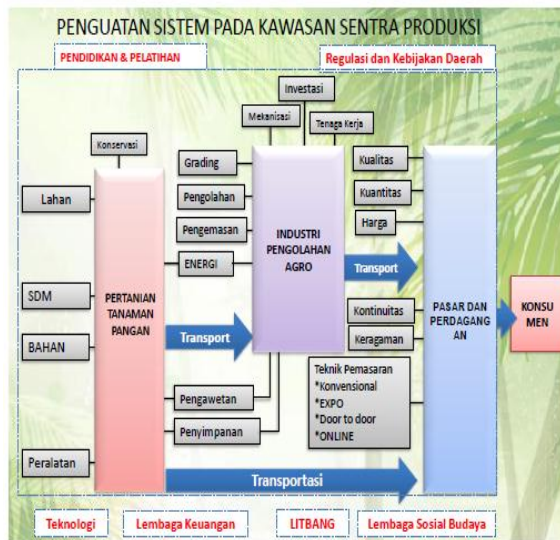 PENGUATAN SISTEM PADA KAWASAN SENTRA PRODUKSI
PENDIDIKAN & PELATIHAN
Regulasi dan Kebijakan Daerah
Investasi
Mekanisasi
Tenaga Kerja
Konservasi
Lahan
SDM
BAHAN
Peralatan
PERTANIAN
TANAMAN
PANGAN
Grading
Pengolahan
Pengemasan
ENERGI
Transport
Pengawetan
Penyimpanan
INDUSTRI
PENGOLAHAN
AGRO
Kualitas
Kuantitas
Harga
Transport
Kontinuitas
Keragaman
Teknik Pemasaran
*Konvensional
*EXPO
*Door to door
*ONLINE
PASAR DAN
PERDAGANG
AN
KONSU
MEN
Transportasi
Teknologi
Lembaga Keuangan
LITBANG
Lembaga Sosial Budaya